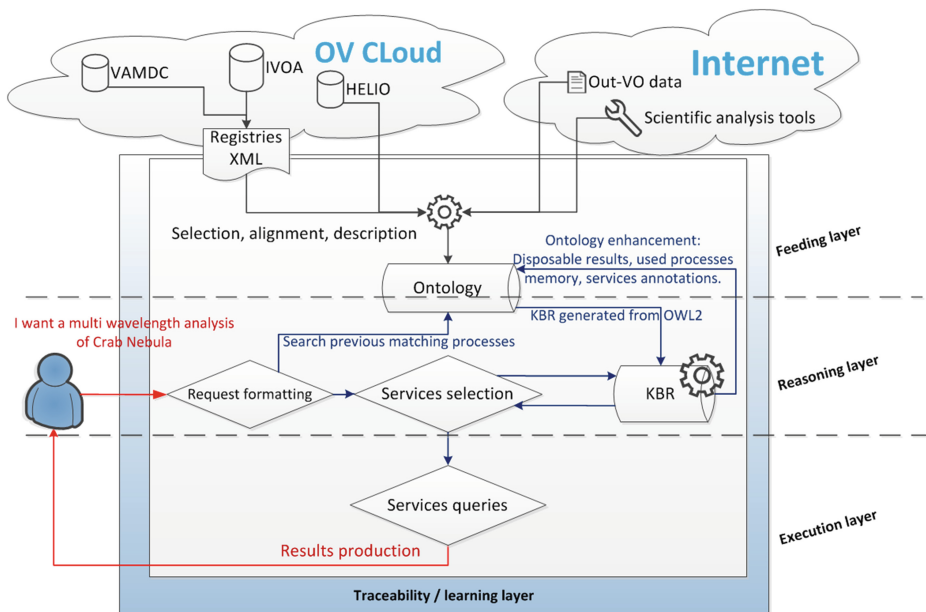 OV CLoud
Internet
VAMDC
IVOA
HELIO
Out-VO data
Scientific analysis tools
Registries
XML
Selection, alignment, description
Ontology enhancement:
Disposable results, used processes
memory, services annotations.
Feeding layer
Ontology
I want a multi wavelength analysis
of Crab Nebula
Search previous matching processes
KBR generated from OWL2
Reasoning layer
Request formatting
Services selection
KBR
Services queries
Execution layer
Results production
Traceability / learning layer